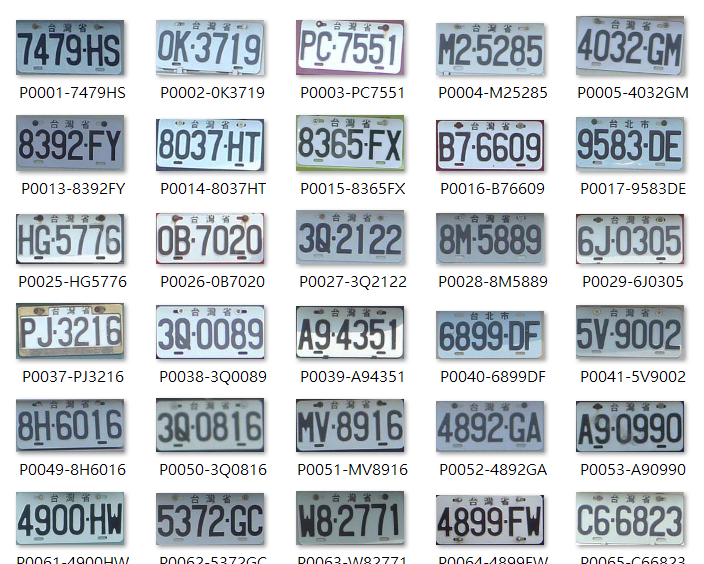 台灣省 台灣省 台灣省 台灣省 台灣省
7479·HS 0K·3719 PC·7551 M2·5285 4032·GM
P0001-7479HS P0002-0K3719 P0003-PC7551 P0004-M25285 P0005-4032GM
台灣省 台灣省 台灣省 台灣省 台北市
8392·FY 8037·HT 8365·FX B7·6609 9583·DE
P0013-8392FY P0014-8037HT P0015-8365FX P0016-B76609 P0017-9583DE
台灣省 台灣省 台灣省 台灣省 台灣省
HG·5776 0B·7020 3Q·2122 8M·5889 6J·0305
P0025-HG5776 P0026-0B7020 P0027-3Q2122 P0028-8M5889 P0029-6J0305
台灣省 台灣省 台灣省 台北市 台灣省
PJ·3216 3Q·0089 A9·4351 6899·DF 5V·9002
P0037-PJ3216 P0038-3Q0089 P0039-A94351 P0040-6899DF P0041-5V9002
台灣省 台灣省 台灣省 台灣省 台灣省
8H·6016 3Q·0816 MV·8916 4892·GA A9·0990
P0049-8H6016 P0050-3Q0816 P0051-MV8916 P0052-4892GA P0053-A90990
台灣省 台灣省 台灣省 台灣省 台灣省
4900·HW 5372·GC W8·2771 4899·FW C6·6823
P0061-4900HW P0062-5372GC P0063-W82771 P0064-4899FW P0065-C66823